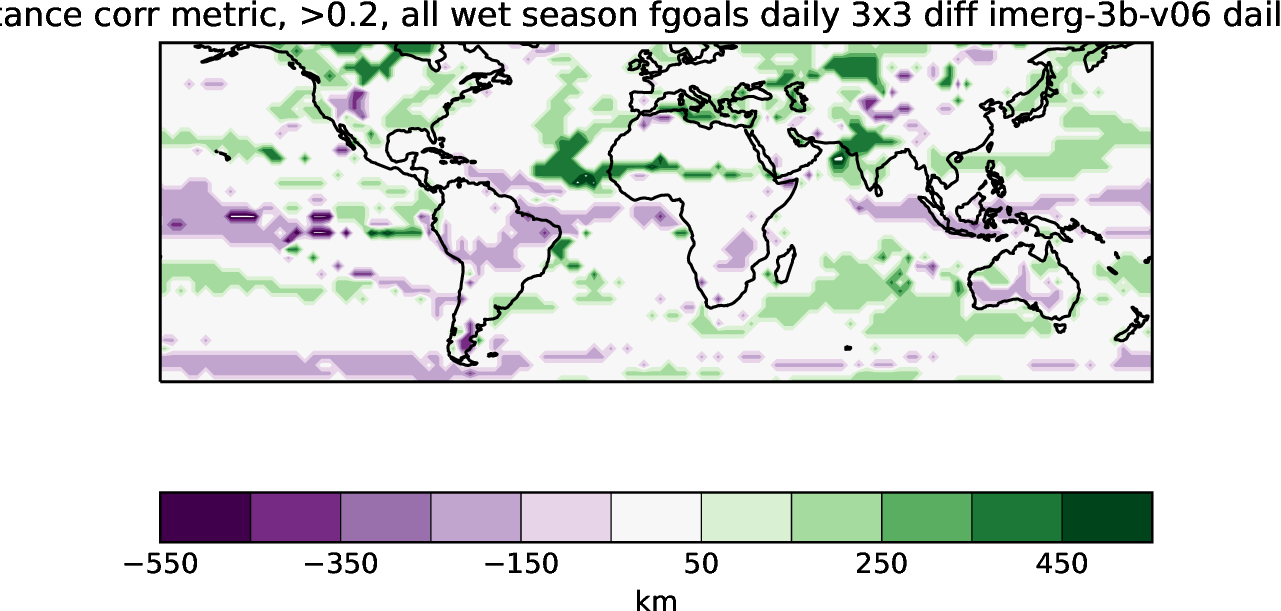 tance corr metric, >0.2, all wet season fgoals daily 3x3 diff imerg-3b-v06 dail
−550 −350 −150 50 250 450
km